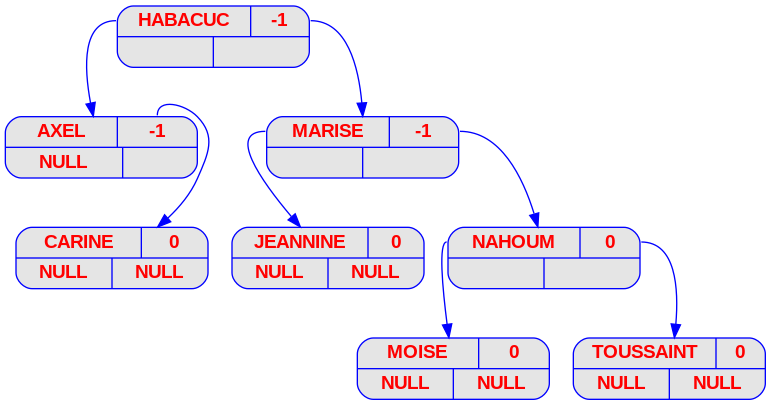 HABACUC -1
AXEL -1
NULL
MARISE -1
CARINE 0
NULL NULL
JEANNINE 0
NULL NULL
NAHOUM 0
MOISE 0
NULL NULL
TOUSSAINT 0
NULL NULL